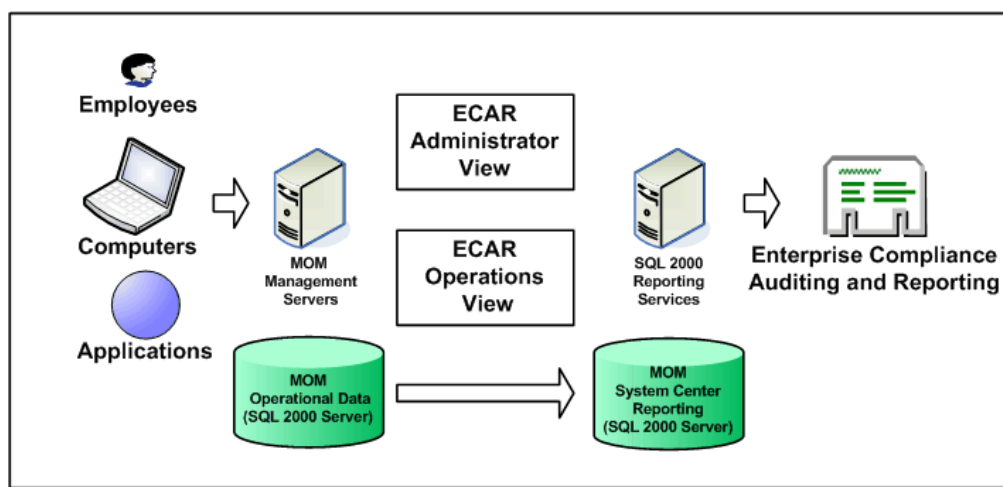 Employees
Computers
Applications
MOM
Management
Servers
ECAR
Administrator
View
ECAR
Operations
View
SQL 2000
Reporting
Services
Enterprise Compliance
Auditing and Reporting
MOM
Operational Data
(SQL 2000 Server)
MOM
System Center
Reporting
(SQL 2000 Server)